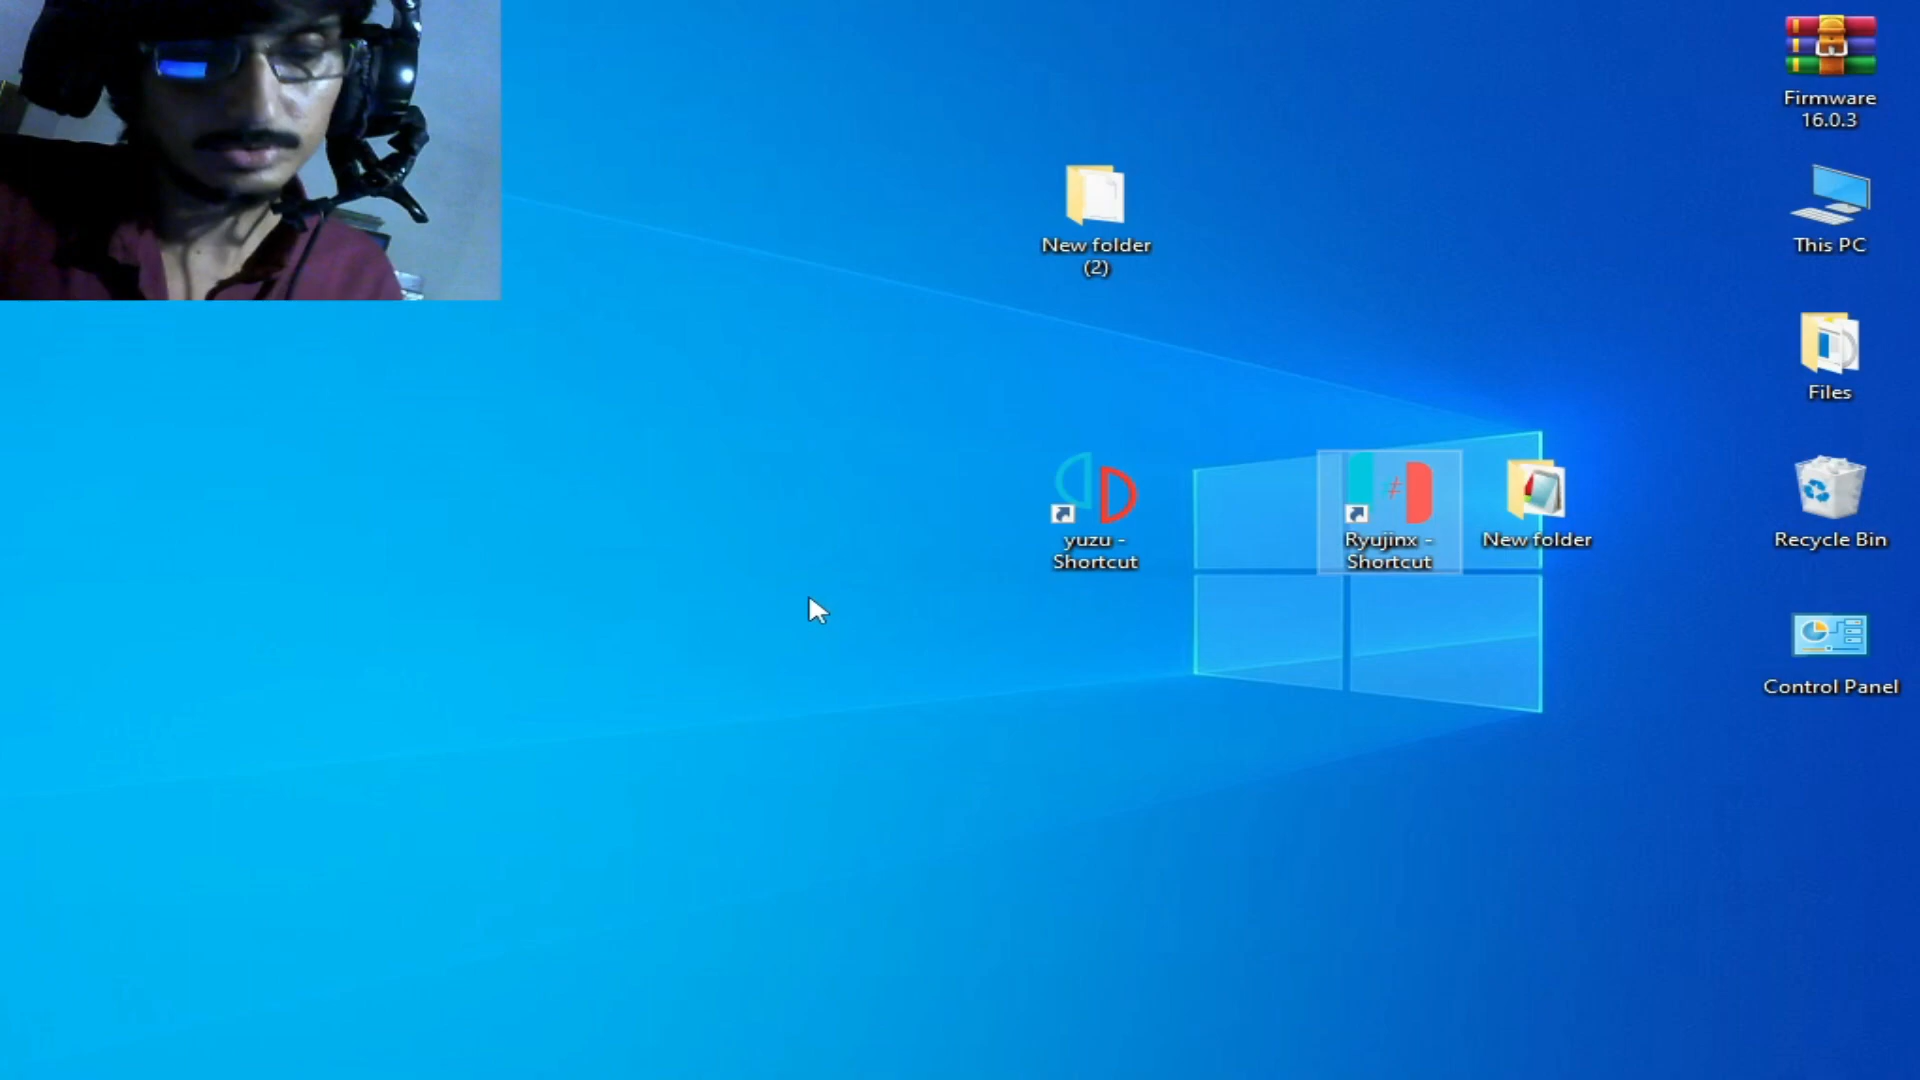 Firmware
16.0.3
New folder
(2)
This PC
Files
yuzu -
Shortcut
Ryujinx -
Shortcut
New folder
Recycle Bin
Control Panel